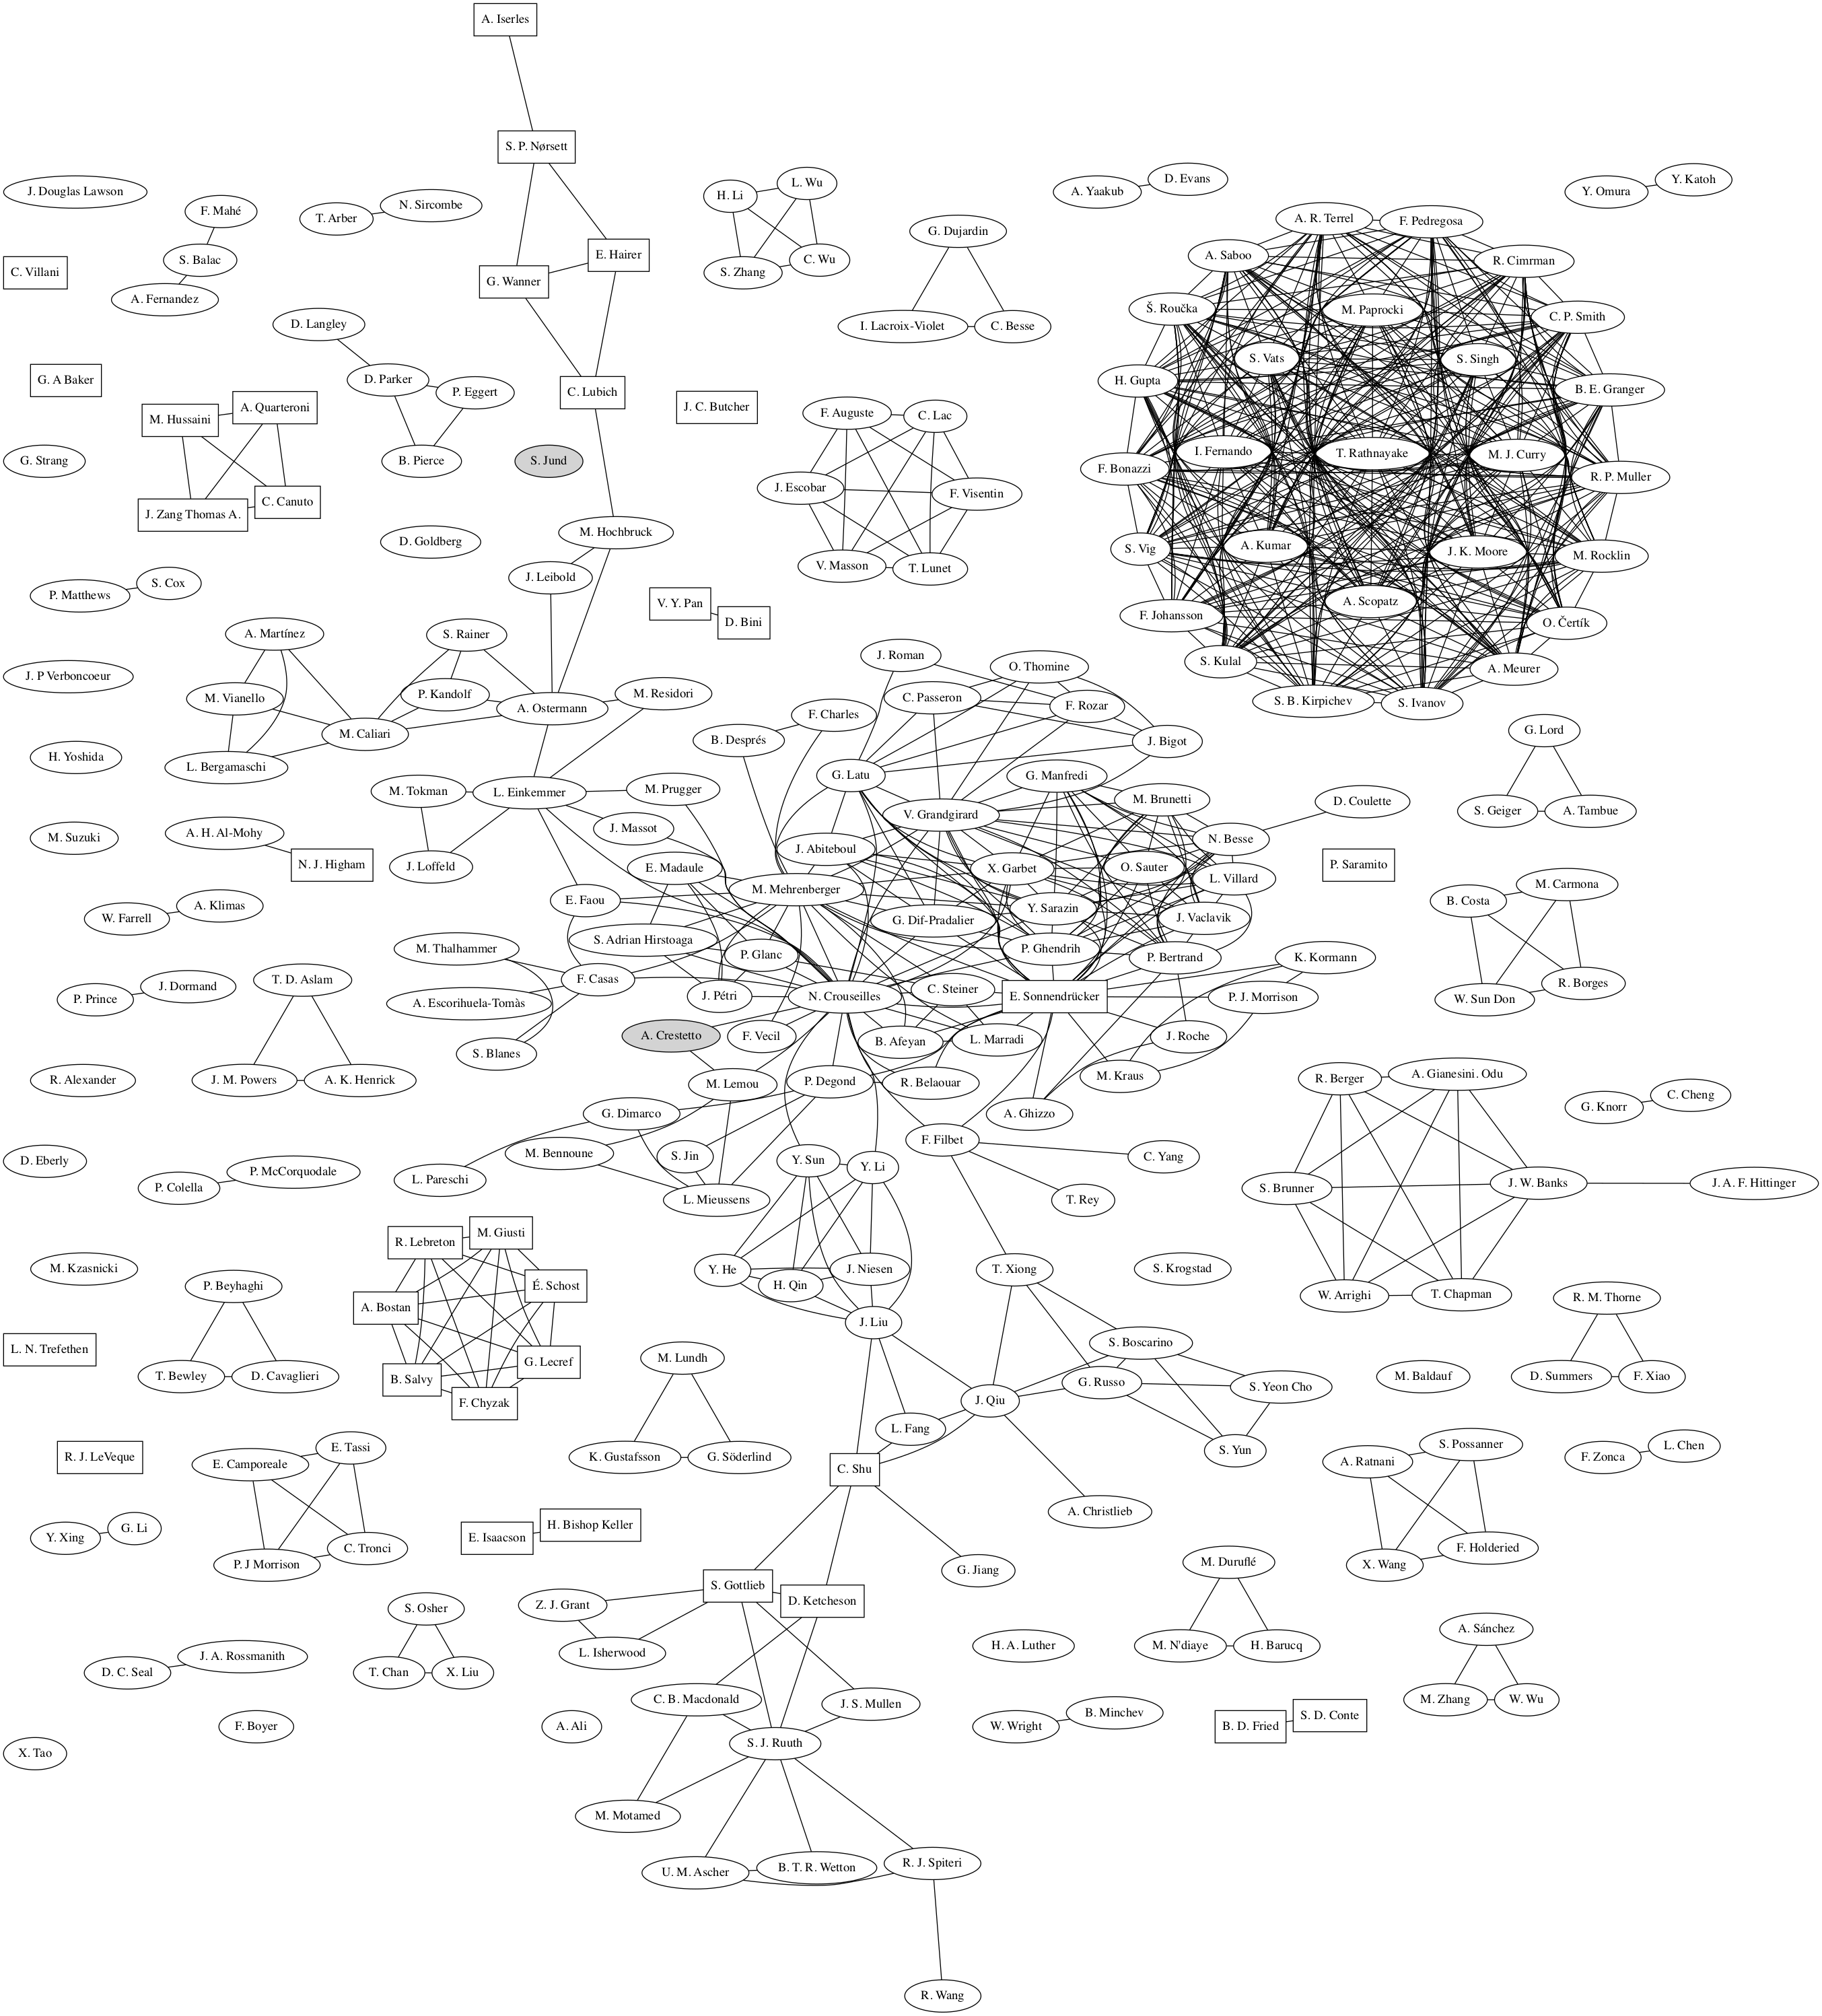 A. Iserles
S. P. Nørsett
J. Douglas Lawson
F. Mahé
T. Arber
N. Sircombe
H. Li
L. Wu
A. Yaakub
D. Evans
Y. Omura
Y. Katoh
C. Villani
S. Balac
A. Fernandez
G. Wanner
E. Hairer
S. Zhang
C. Wu
G. Dujardin
A. R. Terrel
F. Pedregosa
A. Saboo
R. Cimrman
Š. Roučka
M. Paprocki
C. P. Smith
D. Langley
I. Lacroix-Violet
C. Besse
S. Vats
S. Singh
G. A Baker
D. Parker
P. Eggert
C. Lubich
H. Gupta
B. E. Granger
M. Hussaini
A. Quarteroni
J. C. Butcher
F. Auguste
C. Lac
G. Strang
B. Pierce
S. Jund
I. Fernando
T. Rathnayake
M. J. Curry
F. Bonazzi
R. P. Muller
J. Zang Thomas A.
C. Canuto
J. Escobar
F. Visentin
D. Goldberg
M. Hochbruck
S. Vig
A. Kumar
J. K. Moore
M. Rocklin
P. Matthews
S. Cox
J. Leibold
V. Masson
T. Lunet
V. Y. Pan
D. Bini
F. Johansson
A. Scopatz
O. Čertík
A. Martínez
S. Rainer
J. Roman
O. Thomine
S. Kulal
A. Meurer
J. P Verboncoeur
M. Vianello
P. Kandolf
A. Ostermann
M. Residori
C. Passeron
F. Rozar
S. B. Kirpichev
S. Ivanov
M. Caliari
B. Després
F. Charles
J. Bigot
G. Lord
H. Yoshida
L. Bergamaschi
G. Latu
G. Manfredi
M. Tokman
L. Einkemmer
M. Prugger
V. Grandgirard
M. Brunetti
D. Coulette
S. Geiger
A. Tambue
M. Suzuki
A. H. Al-Mohy
J. Massot
J. Abiteboul
N. Besse
N. J. Higham
J. Loffeld
E. Madaule
X. Garbet
O. Sauter
L. Villard
P. Saramito
W. Farrell
A. Klimas
E. Faou
M. Mehrenberger
G. Dif-Pradalier
Y. Sarazin
J. Vaclavik
B. Costa
M. Carmona
M. Thalhammer
S. Adrian Hirstoaga
P. Glanc
P. Ghendrih
P. Bertrand
K. Kormann
P. Prince
J. Dormand
T. D. Aslam
F. Casas
A. Escorihuela-Tomàs
J. Pétri
N. Crouseilles
C. Steiner
E. Sonnendrücker
P. J. Morrison
W. Sun Don
R. Borges
S. Blanes
A. Crestetto
F. Vecil
B. Afeyan
L. Marradi
J. Roche
R. Alexander
J. M. Powers
A. K. Henrick
M. Lemou
P. Degond
R. Belaouar
M. Kraus
R. Berger
A. Gianesini. Odu
G. Knorr
C. Cheng
G. Dimarco
A. Ghizzo
F. Filbet
D. Eberly
P. Colella
P. McCorquodale
L. Pareschi
M. Bennoune
S. Jin
Y. Sun
Y. Li
C. Yang
L. Mieussens
T. Rey
S. Brunner
J. W. Banks
J. A. F. Hittinger
R. Lebreton
M. Giusti
M. Kzasnicki
P. Beyhaghi
A. Bostan
É. Schost
Y. He
H. Qin
J. Niesen
T. Xiong
S. Krogstad
W. Arrighi
T. Chapman
R. M. Thorne
L. N. Trefethen
T. Bewley
D. Cavaglieri
B. Salvy
G. Lecref
F. Chyzak
J. Liu
M. Lundh
S. Boscarino
G. Russo
S. Yeon Cho
M. Baldauf
D. Summers
F. Xiao
J. Qiu
L. Fang
R. J. LeVeque
E. Camporeale
E. Tassi
K. Gustafsson
G. Söderlind
C. Shu
S. Yun
A. Ratnani
S. Possanner
F. Zonca
L. Chen
Y. Xing
G. Li
P. J Morrison
C. Tronci
E. Isaacson
H. Bishop Keller
A. Christlieb
G. Jiang
X. Wang
F. Holderied
M. Duruflé
S. Osher
Z. J. Grant
S. Gottlieb
D. Ketcheson
D. C. Seal
J. A. Rossmanith
T. Chan
X. Liu
L. Isherwood
H. A. Luther
M. N'diaye
H. Barucq
A. Sánchez
C. B. Macdonald
J. S. Mullen
M. Zhang
W. Wu
X. Tao
F. Boyer
A. Ali
S. J. Ruuth
W. Wright
B. Minchev
B. D. Fried
S. D. Conte
M. Motamed
U. M. Ascher
B. T. R. Wetton
R. J. Spiteri
R. Wang